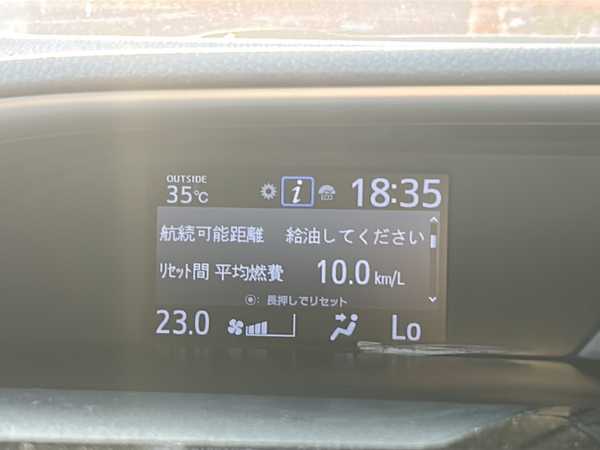 OUTSIDE
35℃ i ECO 18:35
航続可能距離 給油してください
リセット間 平均燃費 10.0 km/L
◉: 長押しでリセット
23.0 Lo